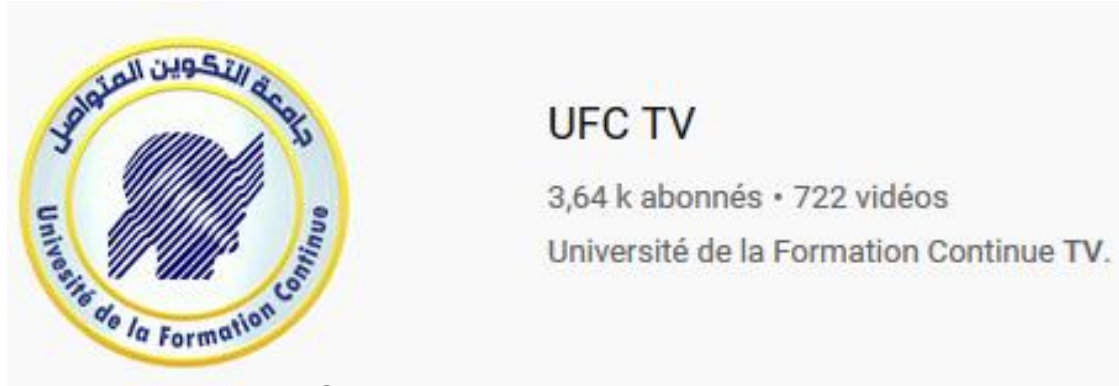 جامعة التكوين المتواصل
Univesité de la Formation Continue
UFC TV
3,64 k abonnés • 722 vidéos
Université de la Formation Continue TV.